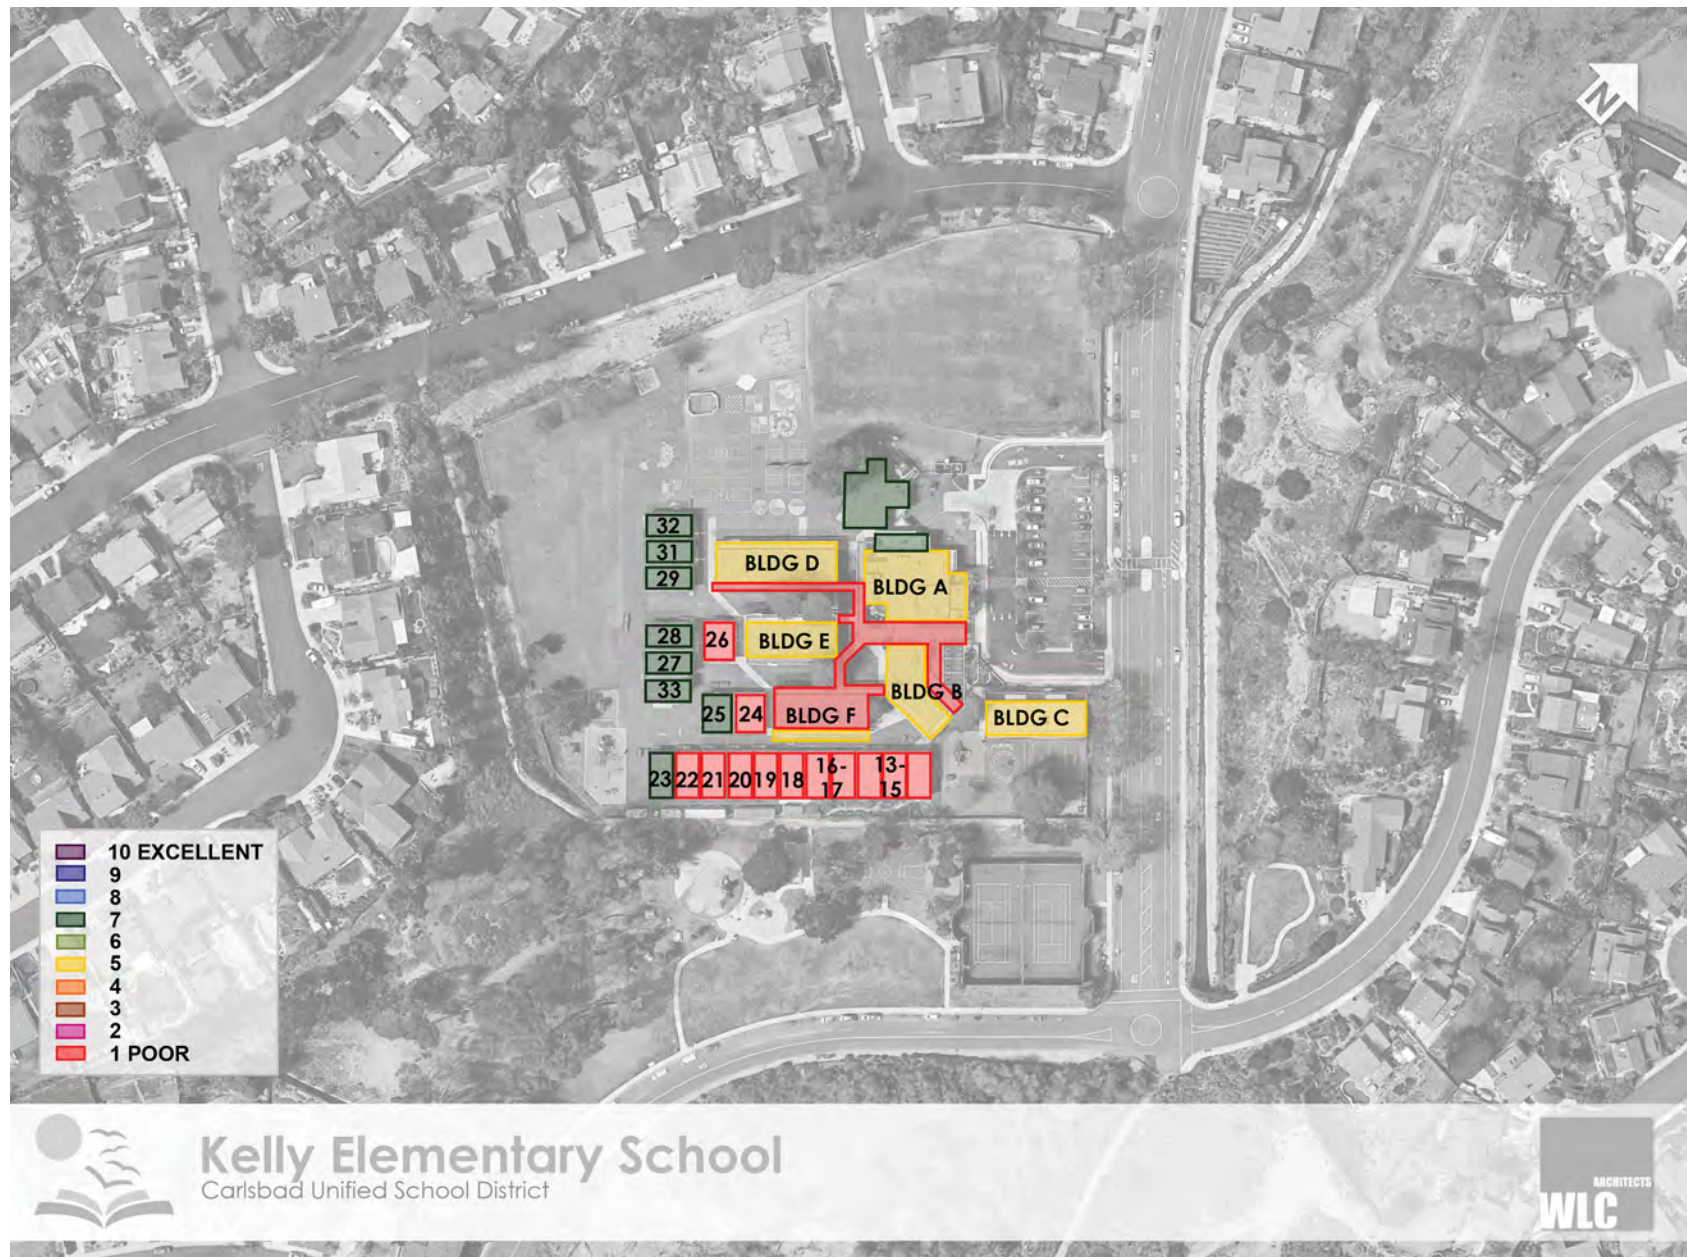 N
32
31
29
BLDG D
BLDG A
28
26
BLDG E
27
33
BLDG B
25
24
BLDG F
BLDG C
23
22
21
20
19
18
16-
17
13-
15
10 EXCELLENT
9
8
7
6
5
4
3
2
1 POOR
Kelly Elementary School
Carlsbad Unified School District
ARCHITECTS
WLC